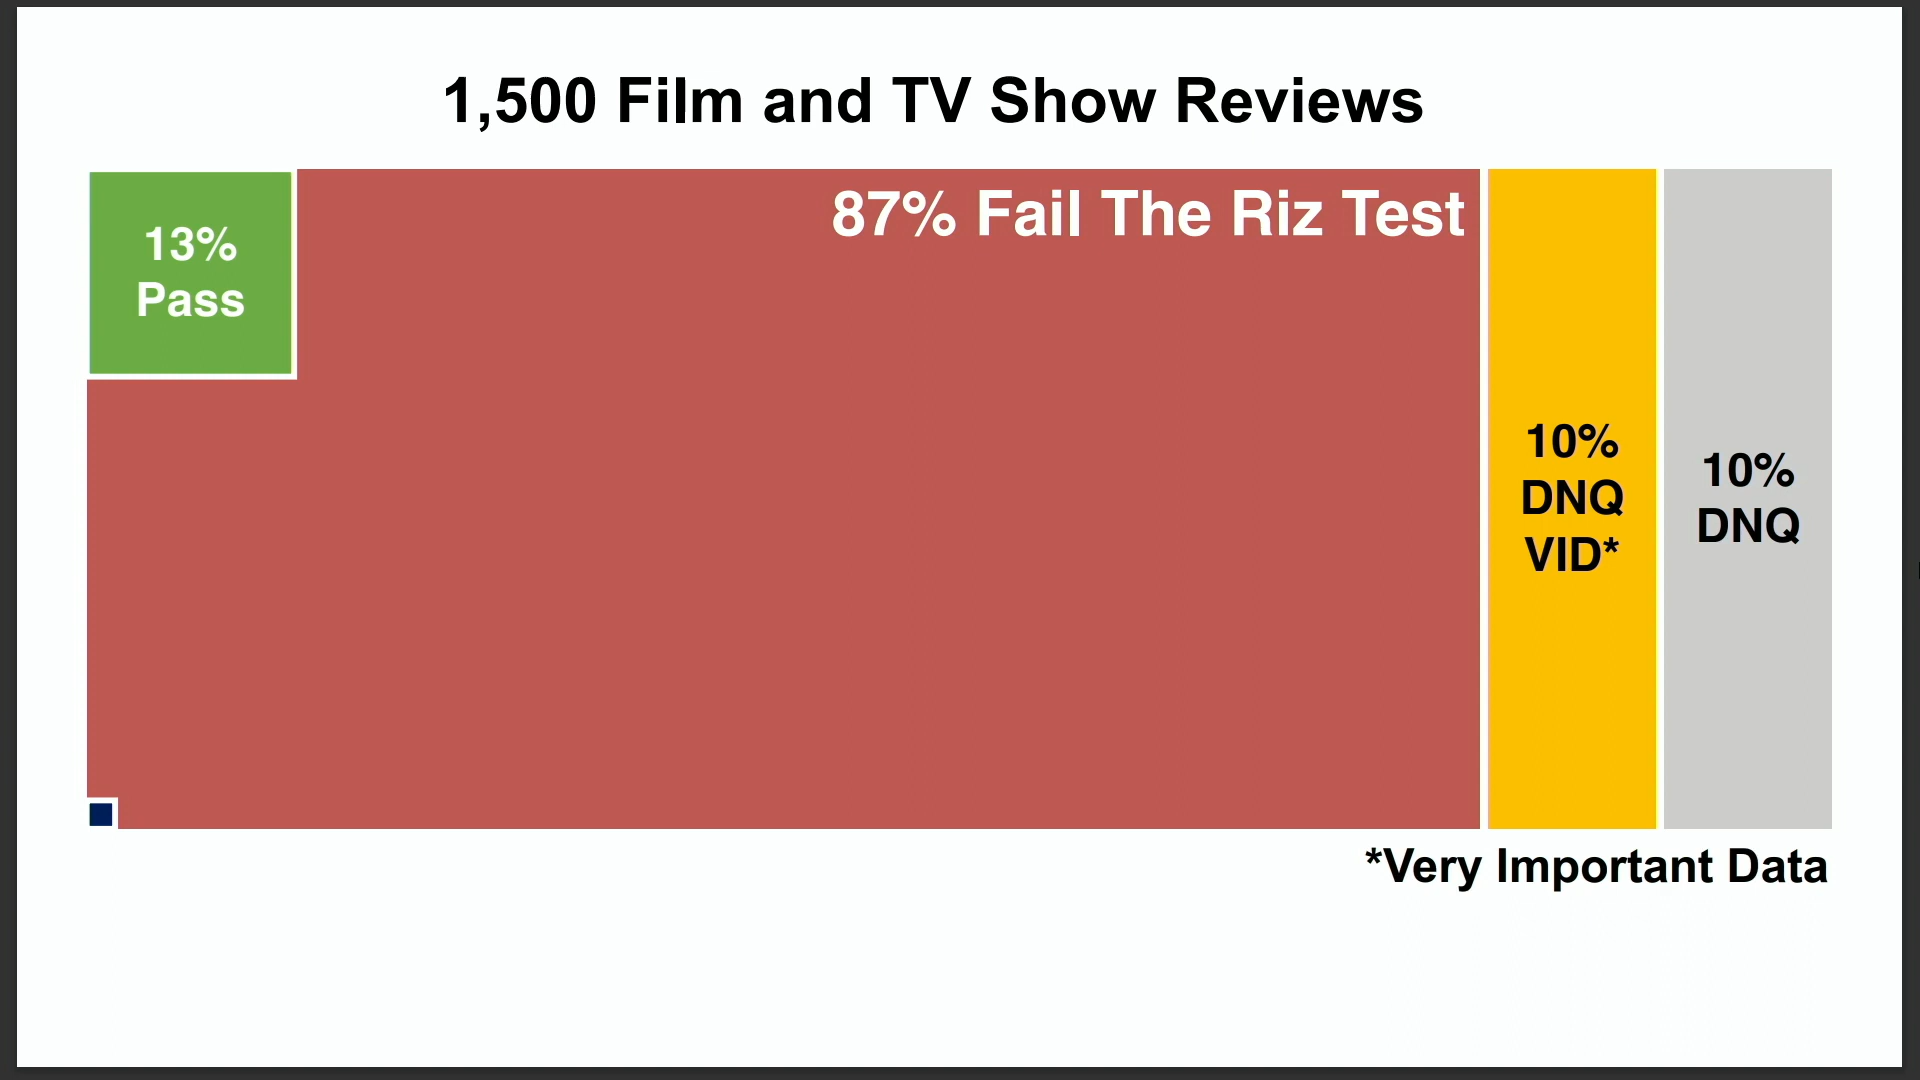 1,500 Film and TV Show Reviews
13%
Pass
87% Fail The Riz Test
10%
DNQ
VID*
10%
DNQ
*Very Important Data